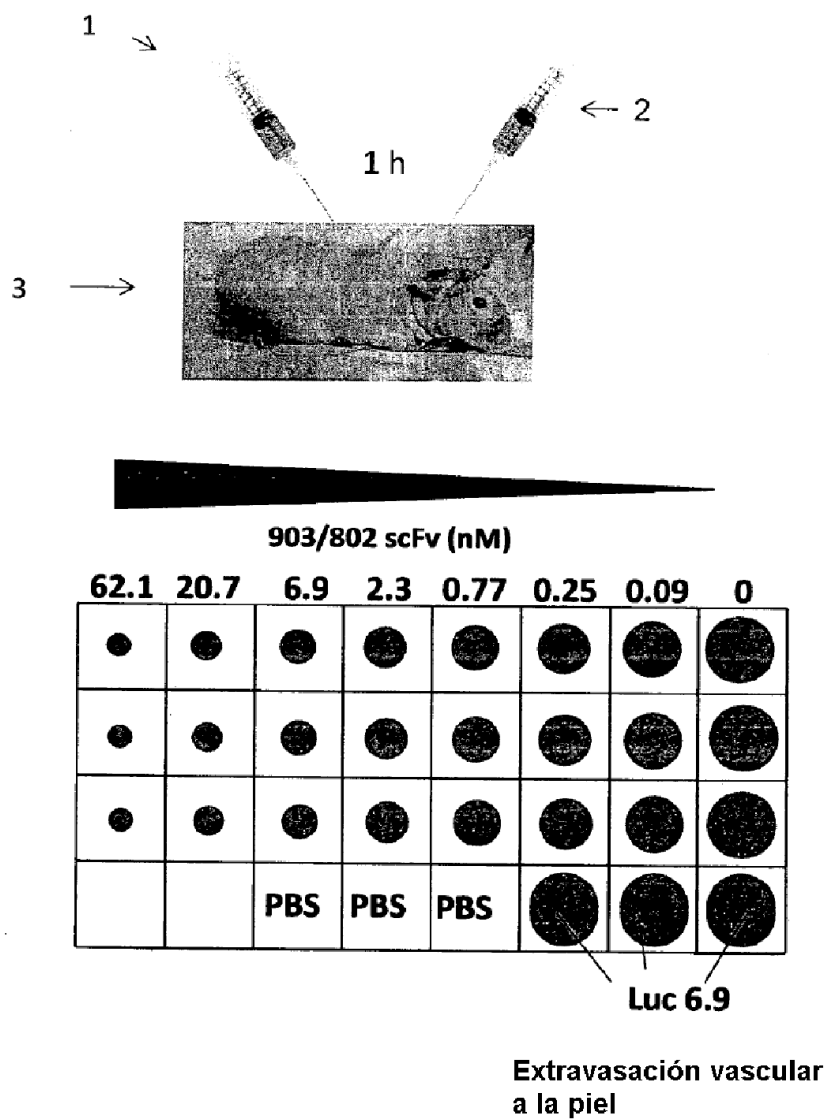 1
2
1 h
3
903/802 scFv (nM)
62.1 20.7 6.9 2.3 0.77 0.25 0.09 0
PBS PBS PBS
Luc 6.9
Extravasación vascular
a la piel